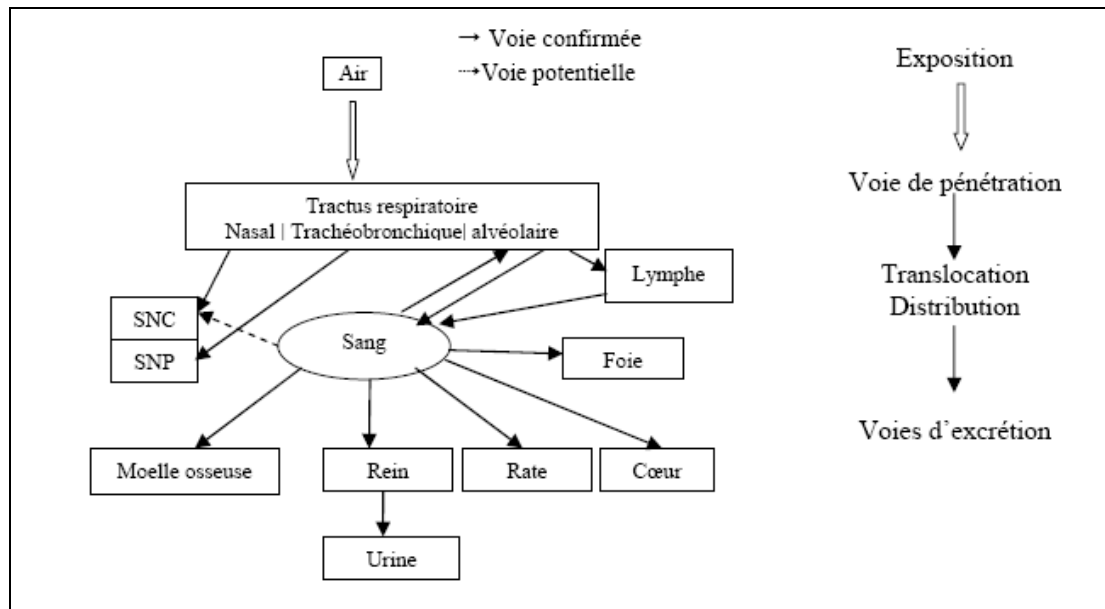 → Voie confirmée
⇢Voie potentielle
Air
Exposition
Voie de pénétration
Tractus respiratoire
Nasal | Trachéobronchique| alvéolaire
Lymphe
Translocation
Distribution
SNC
SNP
Sang
Foie
Voies d'excrétion
Moelle osseuse
Rein
Rate
Cœur
Urine